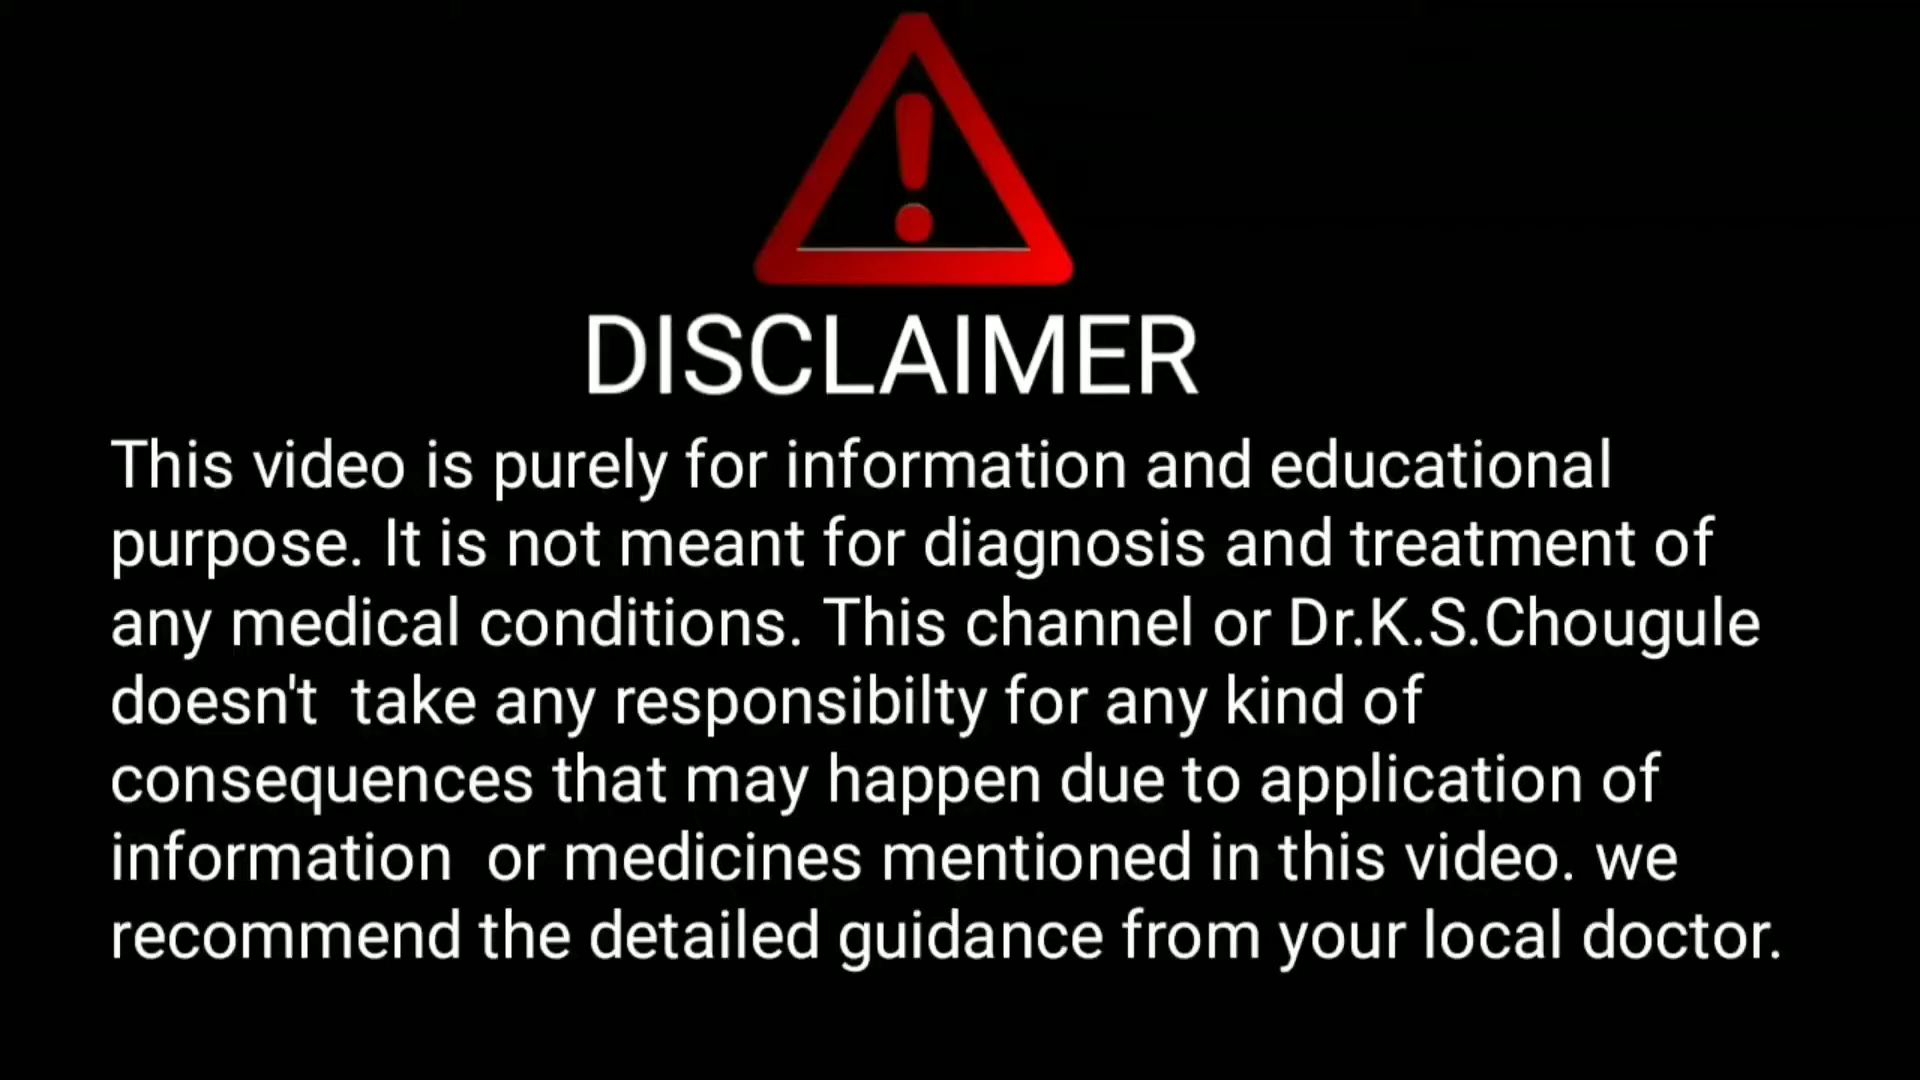 DISCLAIMER
This video is purely for information and educational
purpose. It is not meant for diagnosis and treatment of
any medical conditions. This channel or Dr.K.S.Chougule
doesn't  take any responsibilty for any kind of
consequences that may happen due to application of
information  or medicines mentioned in this video. we
recommend the detailed guidance from your local doctor.